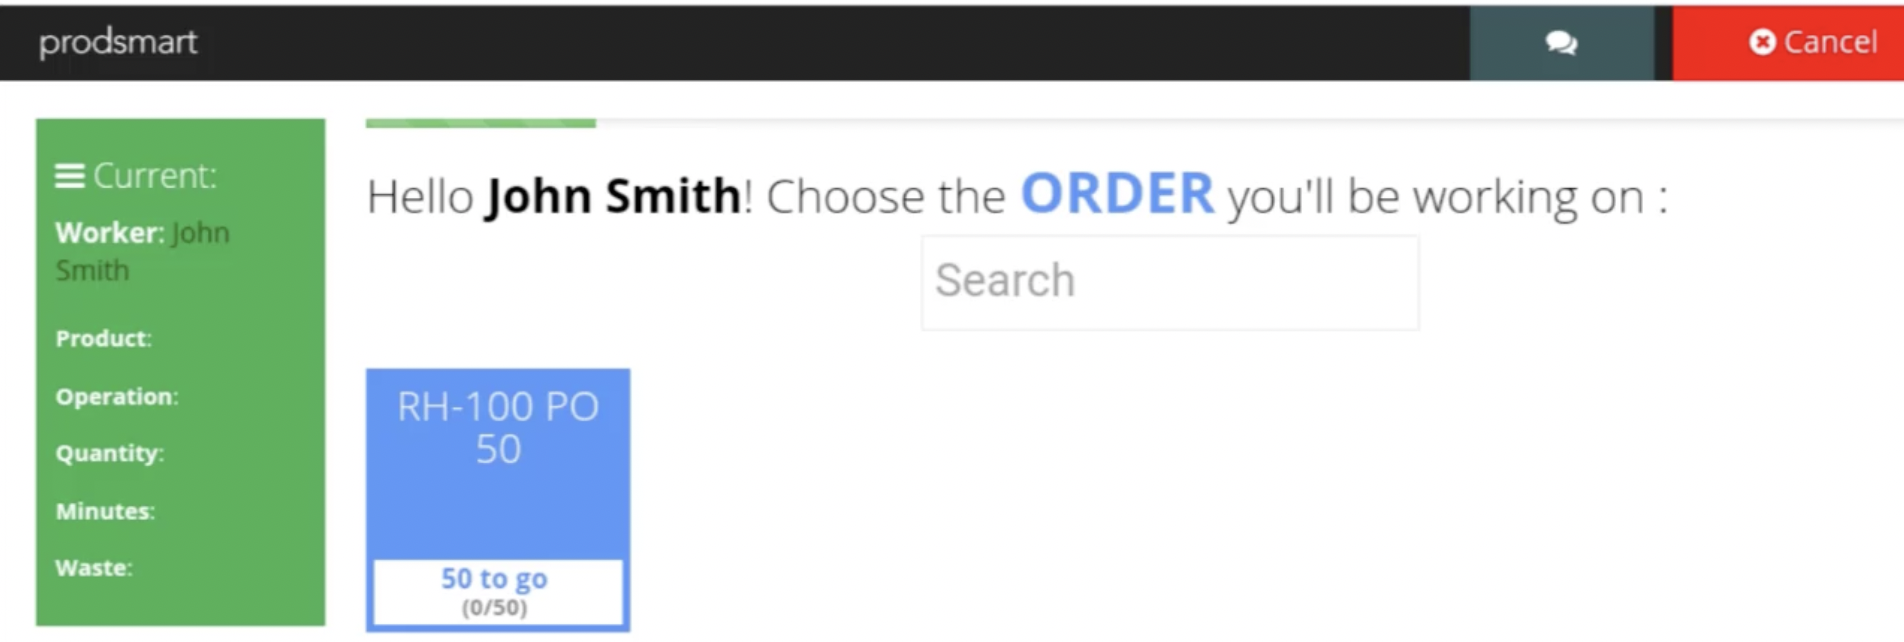 prodsmart
Cancel
Current:
Worker: John
Smith
Product:
Operation:
Quantity:
Minutes:
Waste:
Hello John Smith! Choose the ORDER you'll be working on :
Search
RH-100 PO
50
50 to go
(0/50)